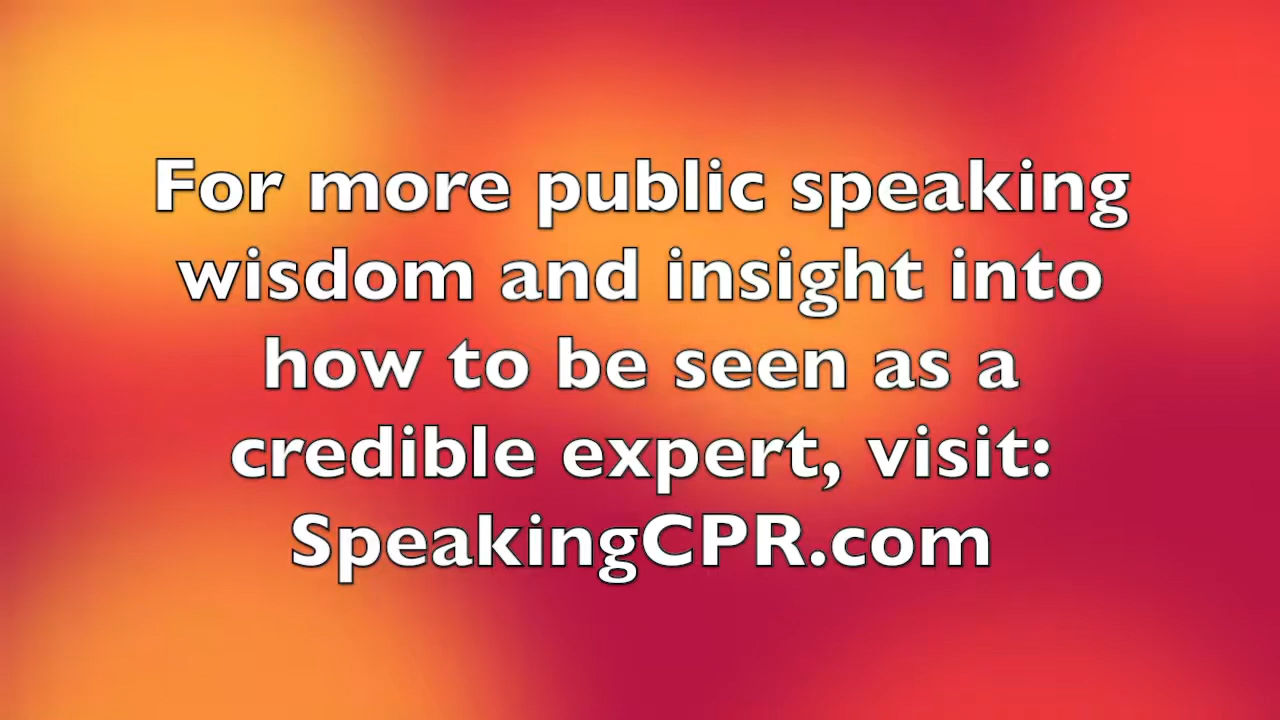 For more public speaking
wisdom and insight into
how to be seen as a
credible expert, visit:
SpeakingCPR.com